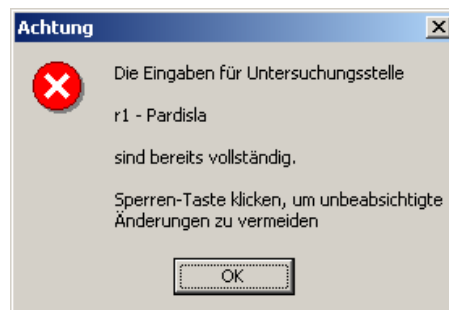 Achtung
Die Eingaben für Untersuchungsstelle
r1 - Pardisla
sind bereits vollständig.
Sperren-Taste klicken, um unbeabsichtigte
Änderungen zu vermeiden
OK